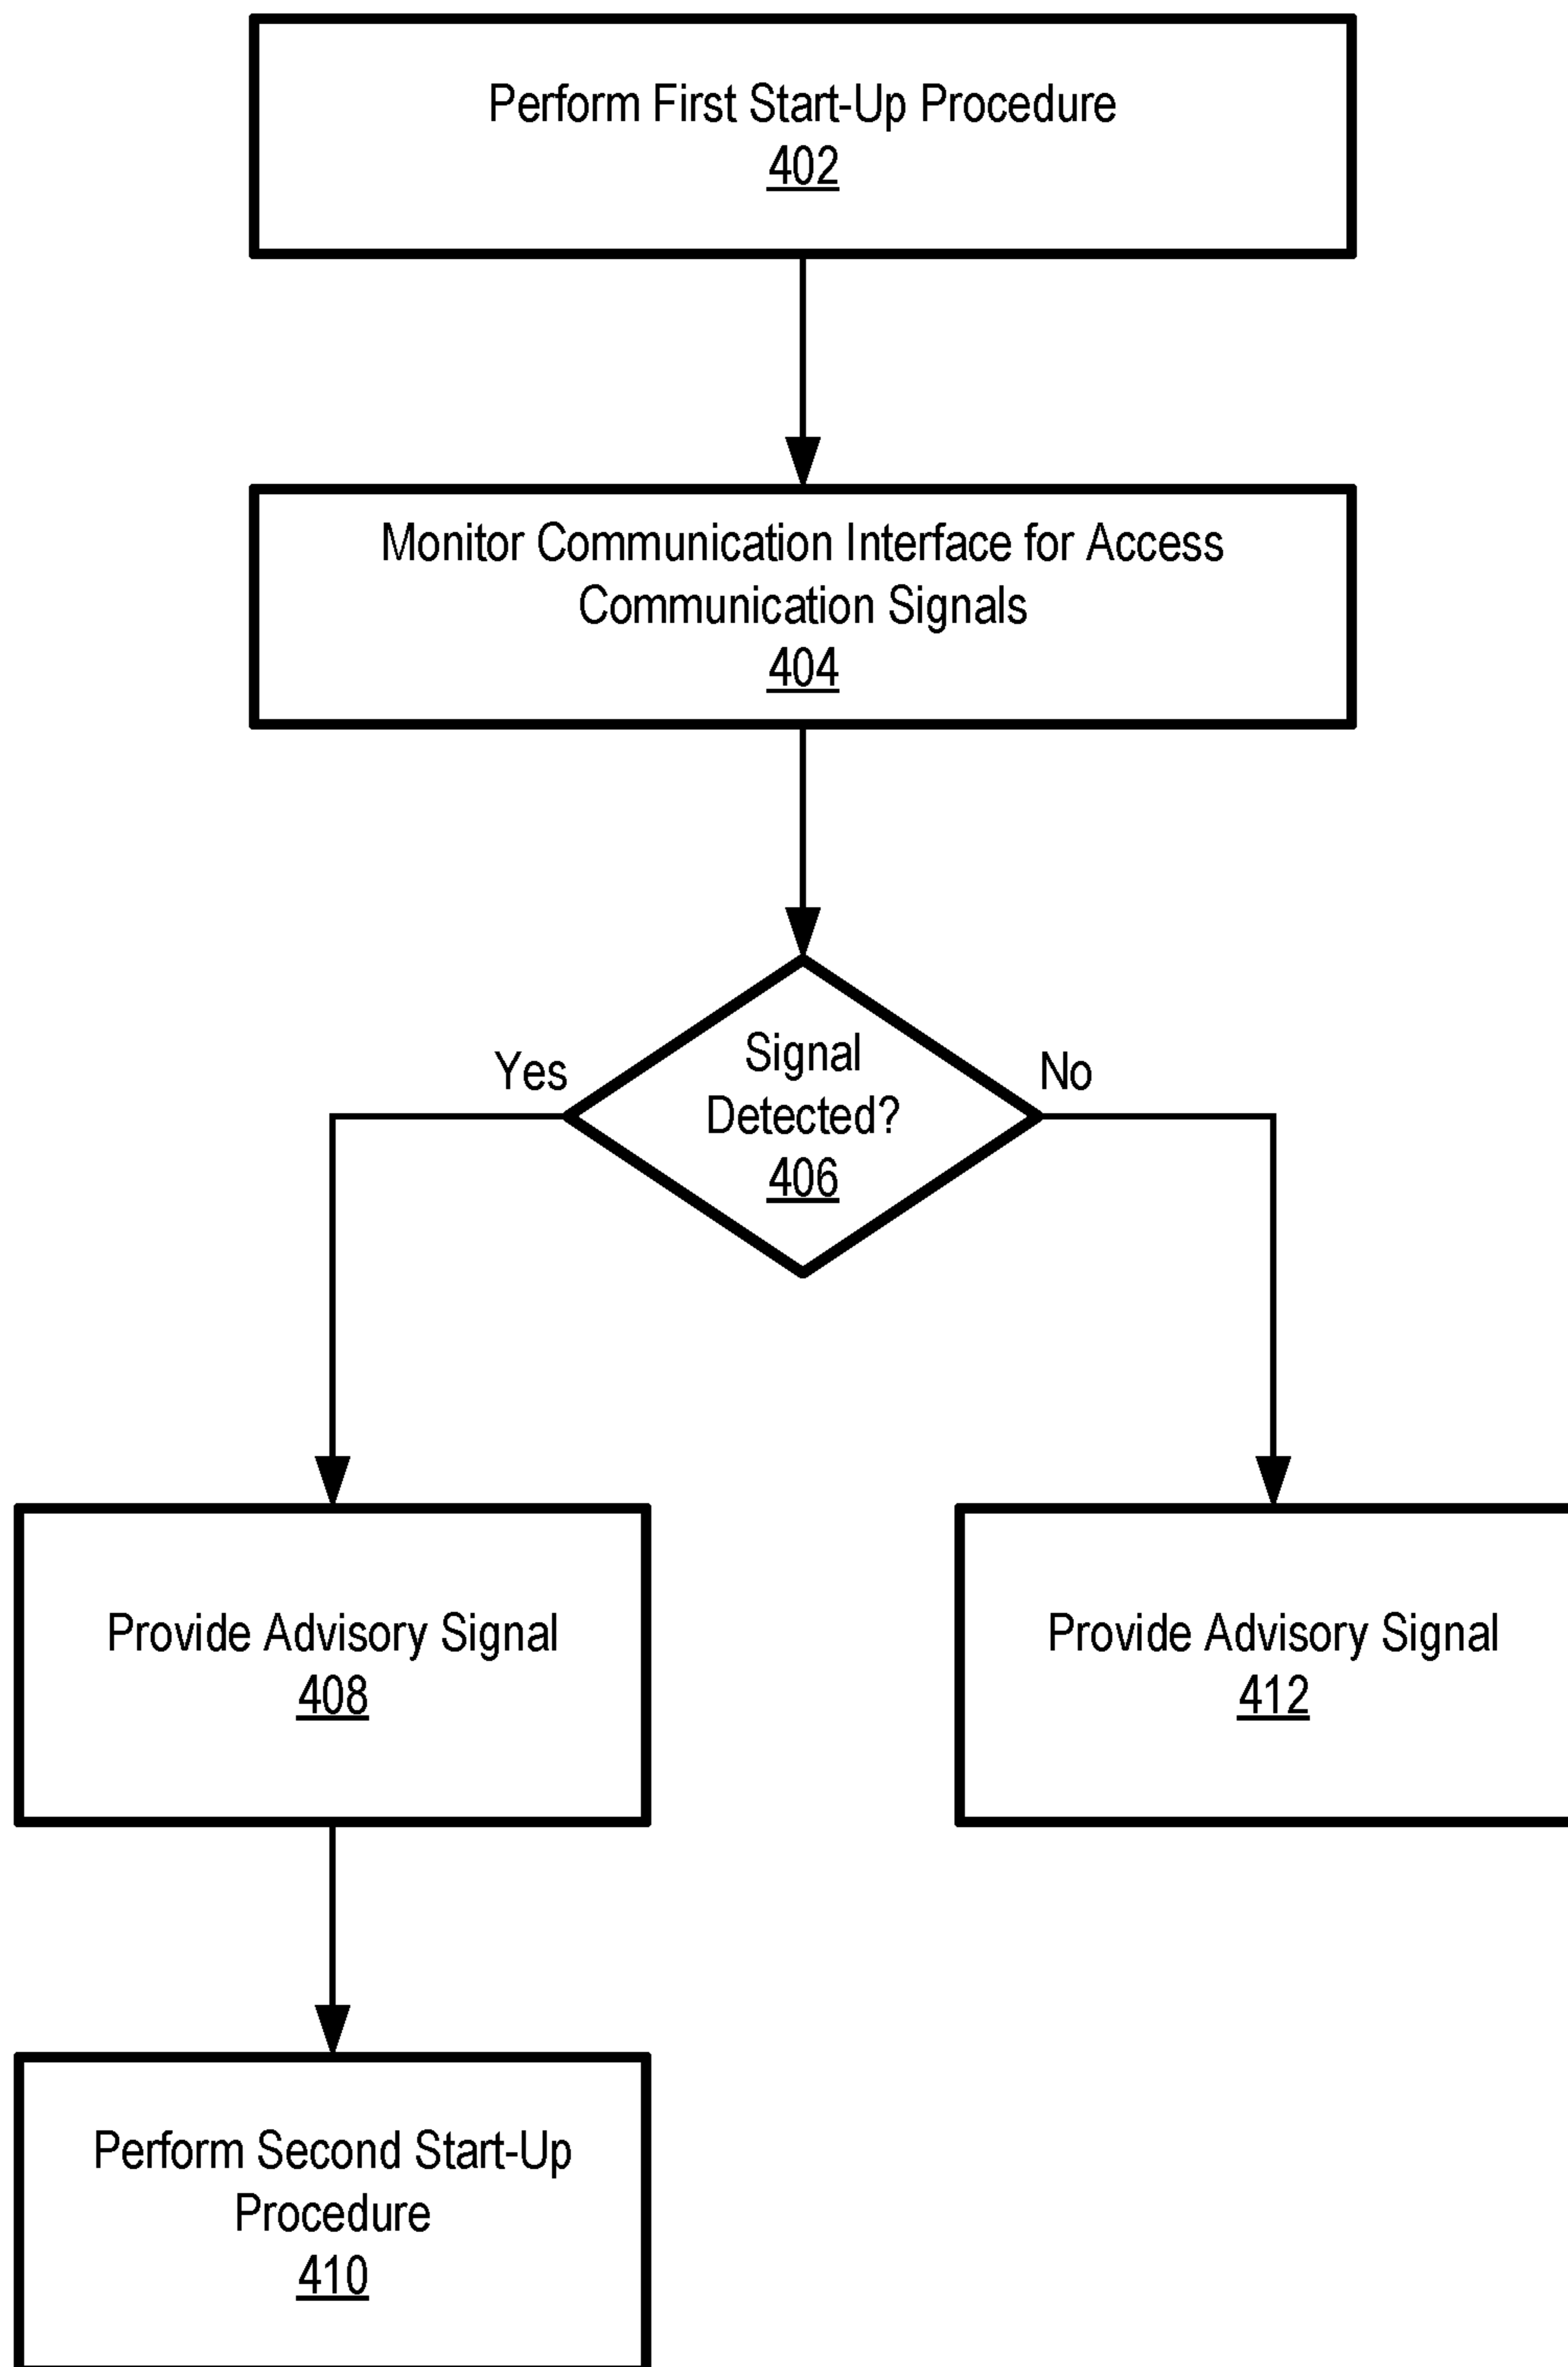 Perform First Start-Up Procedure
402
Monitor Communication Interface for Access
Communication Signals
404
Signal
Detected?
406
Yes
No
Provide Advisory Signal
408
Provide Advisory Signal
412
Perform Second Start-Up
Procedure
410